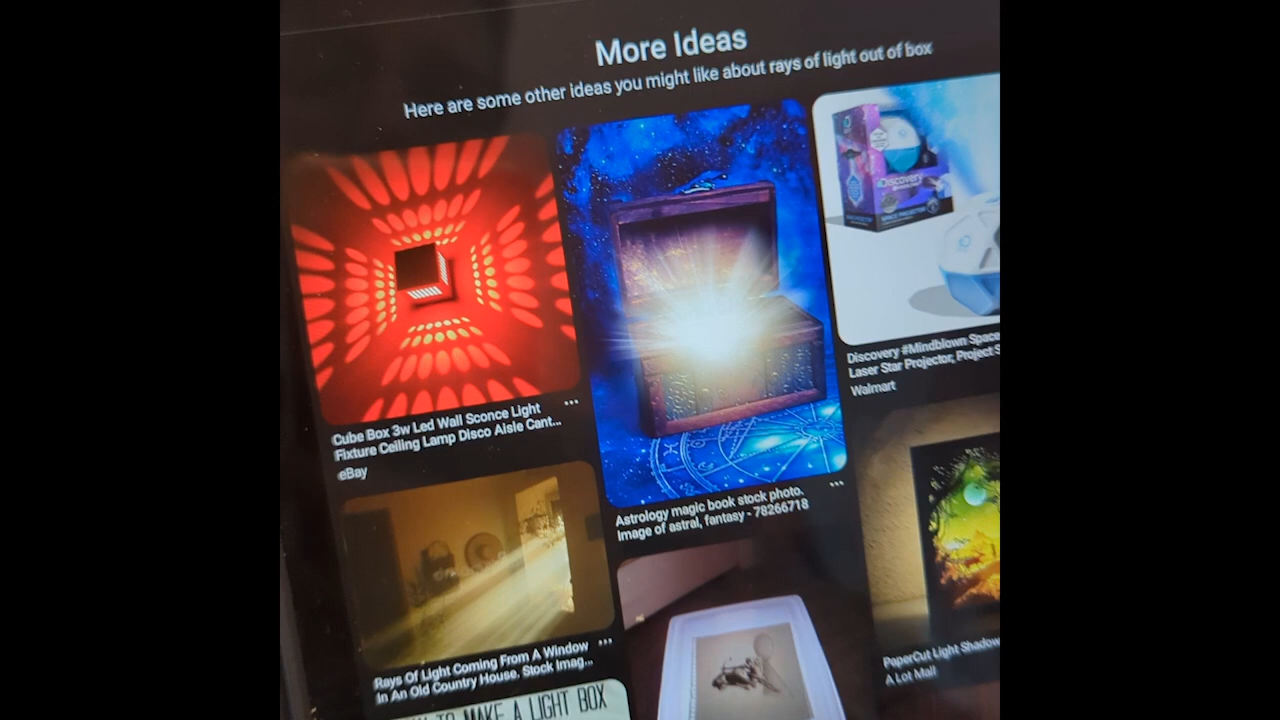 More Ideas
Here are some other ideas you might like about rays of light out of box
Discovery
SPACE PROJECTOR
Cube Box 3w Led Wall Sconce Light
Fixture Ceiling Lamp Disco Aisle Cant...
eBay
Astrology magic book stock photo.
Image of astral, fantasy - 78266718
Discovery #Mindblown Space
Laser Star Projector, Project S
Walmart
Rays Of Light Coming From A Window
In An Old Country House, Stock Imag...
PaperCut Light Shadow
A Lot Mall
TO MAKE A LIGHT BOX